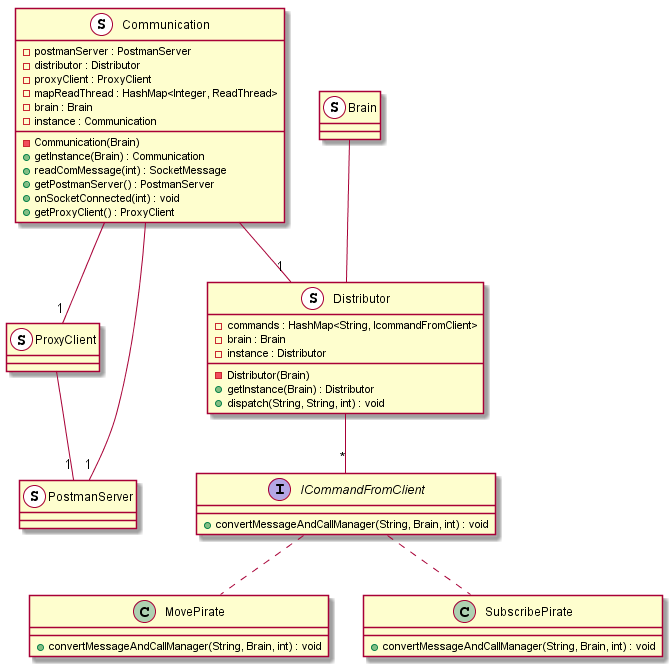 S Communication
postmanServer : PostmanServer
distributor : Distributor
proxyClient : ProxyClient
mapReadThread : HashMap<Integer, ReadThread>
brain : Brain
instance : Communication
Communication(Brain)
getInstance(Brain) : Communication
readComMessage(int) : SocketMessage
getPostmanServer() : PostmanServer
onSocketConnected(int) : void
getProxyClient() : ProxyClient
S Brain
1
1
S Distributor
commands : HashMap<String, IcommandFromClient>
brain : Brain
instance : Distributor
Distributor(Brain)
getInstance(Brain) : Distributor
dispatch(String, String, int) : void
S ProxyClient
1 1
*
S PostmanServer
I ICommandFromClient
convertMessageAndCallManager(String, Brain, int) : void
C MovePirate
convertMessageAndCallManager(String, Brain, int) : void
C SubscribePirate
convertMessageAndCallManager(String, Brain, int) : void